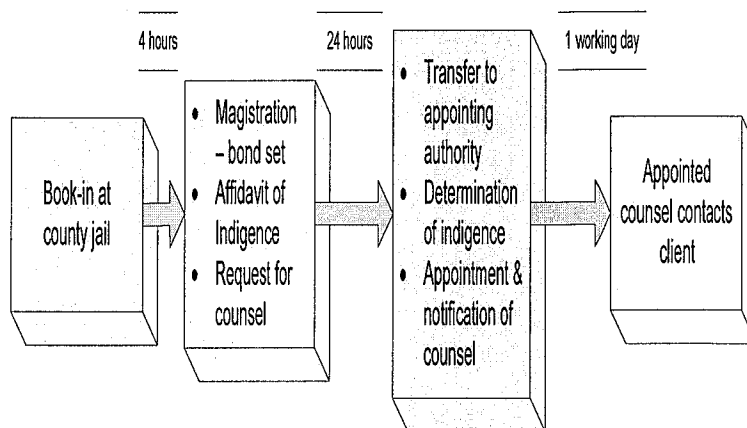 4 hours
24 hours
1 working day
Book-in at
county jail
• Magistration
– bond set
• Affidavit of
Indigence
• Request for
counsel
• Transfer to
appointing
authority
• Determination
of indigence
• Appointment &
notification of
counsel
Appointed
counsel contacts
client